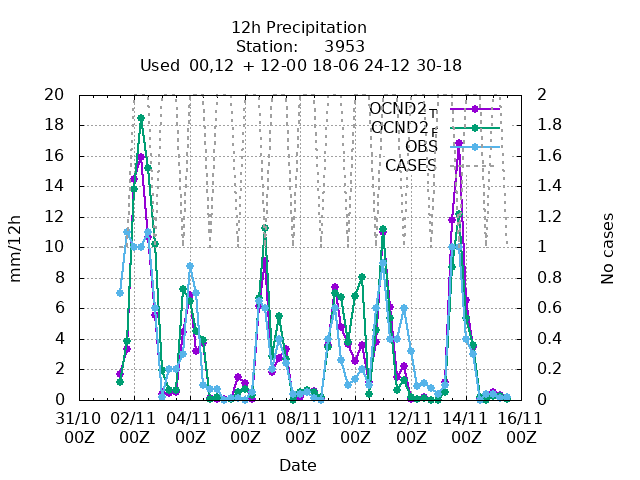 12h Precipitation
Station: 3953
Used 00,12 + 12-00 18-06 24-12 30-18
20
18
16
14
12
10
8
6
4
2
0
mm/12h
2
1.8
1.6
1.4
1.2
1
0.8
0.6
0.4
0.2
0
No cases
OCND2T
OCND2F
OBS
CASES
31/10 02/11 04/11 06/11 08/11 10/11 12/11 14/11 16/11
00Z 00Z 00Z 00Z 00Z 00Z 00Z 00Z 00Z
Date